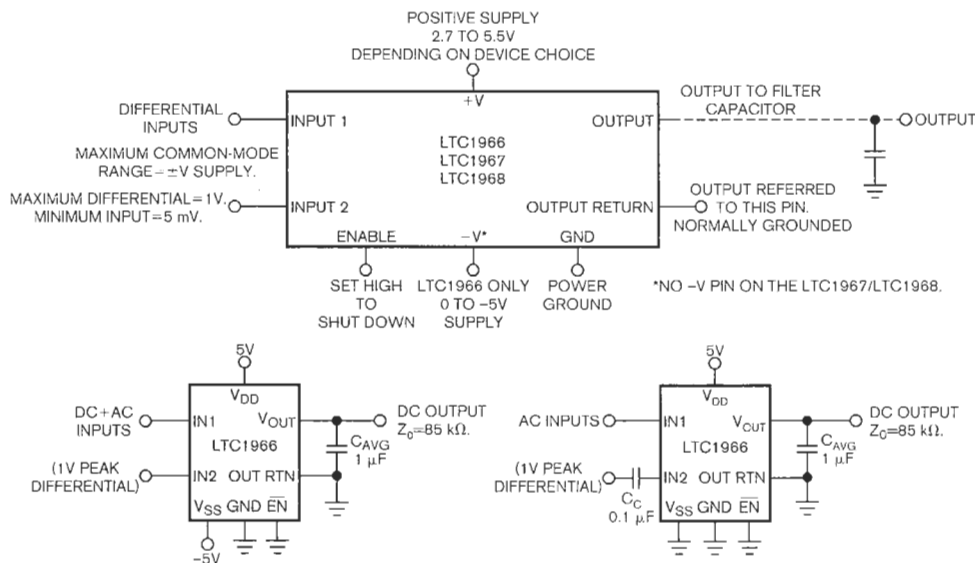 POSITIVE SUPPLY
2.7 TO 5.5V
DEPENDING ON DEVICE CHOICE
+V
DIFFERENTIAL
INPUTS
INPUT 1
MAXIMUM COMMON-MODE
RANGE=±V SUPPLY.
MAXIMUM DIFFERENTIAL=1V.
MINIMUM INPUT=5 mV.
INPUT 2
LTC1966
LTC1967
LTC1968
OUTPUT
OUTPUT TO FILTER
CAPACITOR
OUTPUT
OUTPUT RETURN
OUTPUT REFERRED
TO THIS PIN.
NORMALLY GROUNDED
ENABLE
–V*
GND
SET HIGH
TO
SHUT DOWN
LTC1966 ONLY
0 TO –5V
SUPPLY
POWER
GROUND
*NO –V PIN ON THE LTC1967/LTC1968.
5V
VDD
DC+AC
INPUTS
IN1
VOUT
DC OUTPUT
Z0=85 kΩ.
LTC1966
CAVG
1 μF
(1V PEAK
DIFFERENTIAL)
IN2
OUT RTN
VSS GND EN
–5V
5V
VDD
AC INPUTS
IN1
VOUT
DC OUTPUT
Z0=85 kΩ.
LTC1966
CAVG
1 μF
(1V PEAK
DIFFERENTIAL)
CC
0.1 μF
IN2
OUT RTN
VSS GND EN